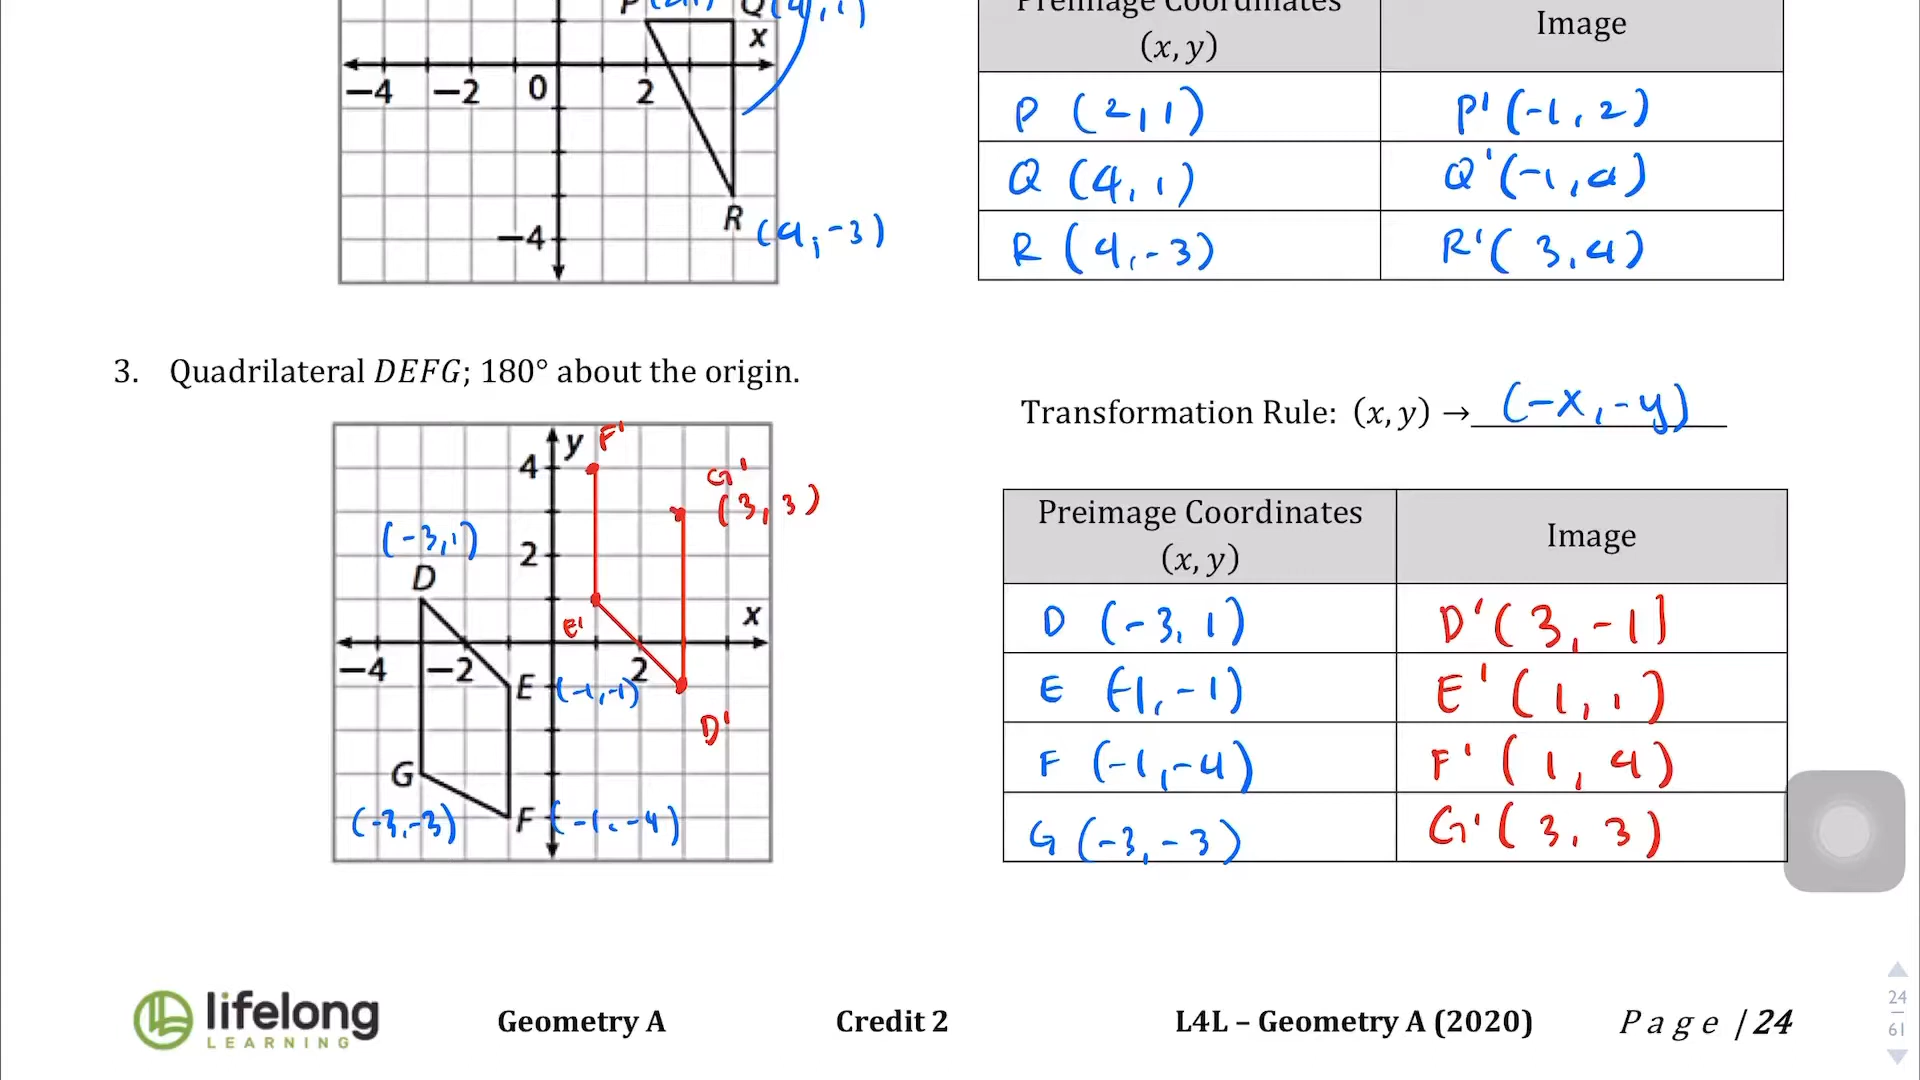 Q(4,1)
x
−4 −2 0 2
−4
R (4,-3)
Preimage Coordinates
(x, y)
Image
P (2,1) P'(-1,2)
Q (4,1) Q'(-1,4)
R (4,-3) R'(3,4)
3. Quadrilateral DEFG; 180° about the origin.
Transformation Rule: (x, y) → (-x,-y)
y F'
4
G'
(3,3)
(-3,1) 2
D
x
E'
−4 −2 2
E (-1,-1)
D'
G
(-3,-3) F (-1,-4)
Preimage Coordinates
(x, y)
Image
D (-3,1) D'(3,-1]
E (-1,-1) E'(1,1)
F (-1,-4) F'(1,4)
G (-3,-3) G'(3,3)
lifelong
LEARNING
Geometry A Credit 2 L4L – Geometry A (2020) Page | 24
24
61